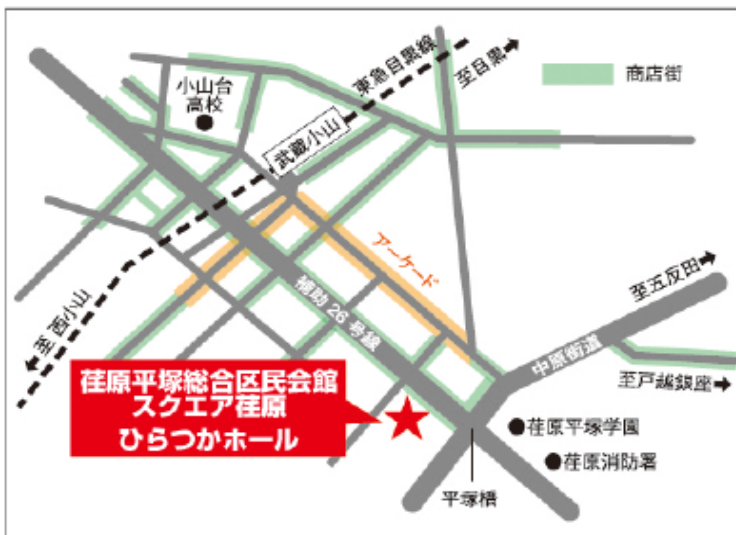 東急目黒線
至目黒
商店街
小山台
高校
武蔵小山
アーケード
至五反田
補助26号線
中原街道
至西小山
至戸越銀座
荏原平塚総合区民会館
スクエア荏原
ひらつかホール
荏原平塚学園
荏原消防署
平塚橋